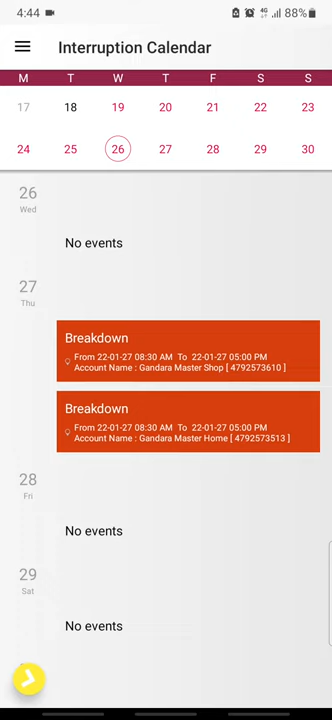 4:44
4G
88%
Interruption Calendar
M T W T F S S
17 18 19 20 21 22 23
24 25 26 27 28 29 30
26
Wed
No events
27
Thu
Breakdown
From 22-01-27 08:30 AM To 22-01-27 05:00 PM
Account Name : Gandara Master Shop [ 4792573610 ]
Breakdown
From 22-01-27 08:30 AM To 22-01-27 05:00 PM
Account Name : Gandara Master Home [ 4792573513 ]
28
Fri
No events
29
Sat
No events